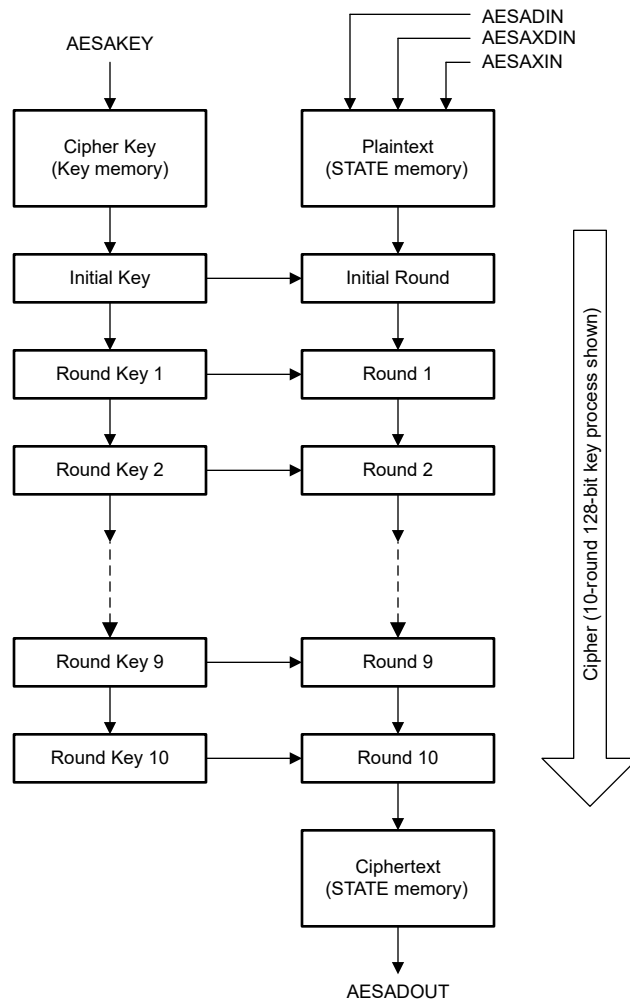 AESADIN
AESAXDIN
AESAXIN
AESAKEY
Cipher Key
(Key memory)
Plaintext
(STATE memory)
Initial Key
Initial Round
Round Key 1
Round 1
Round Key 2
Round 2
Round Key 9
Round 9
Round Key 10
Round 10
Ciphertext
(STATE memory)
AESADOUT
Cipher (10-round 128-bit key process shown)